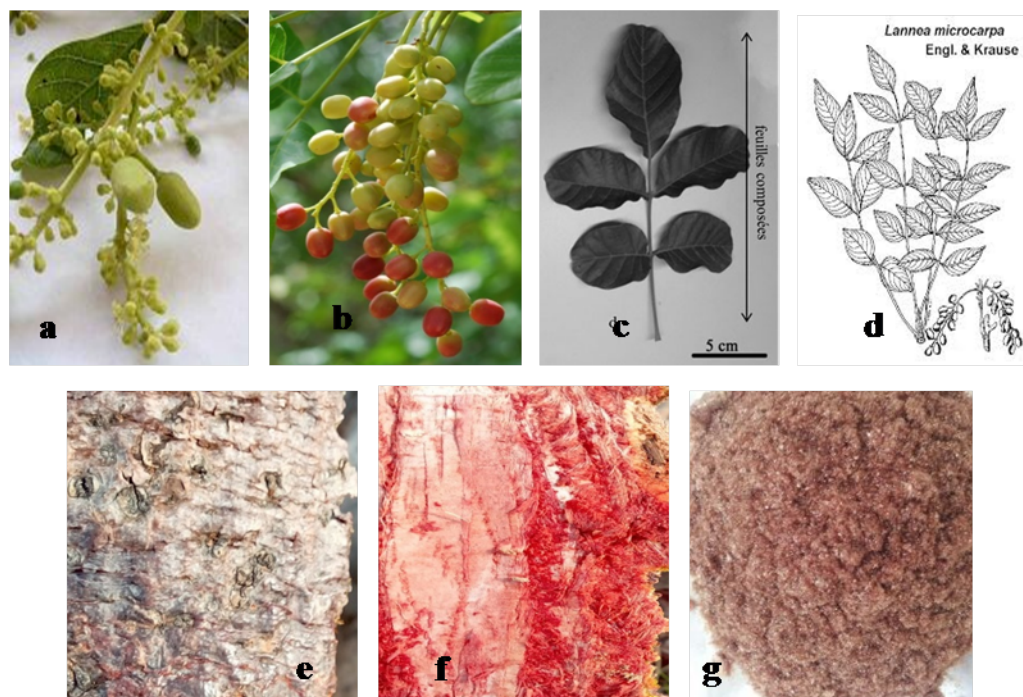 a
b
feuilles composées
c
5 cm
Lannea microcarpa
Engl. & Krause
d
e
f
g